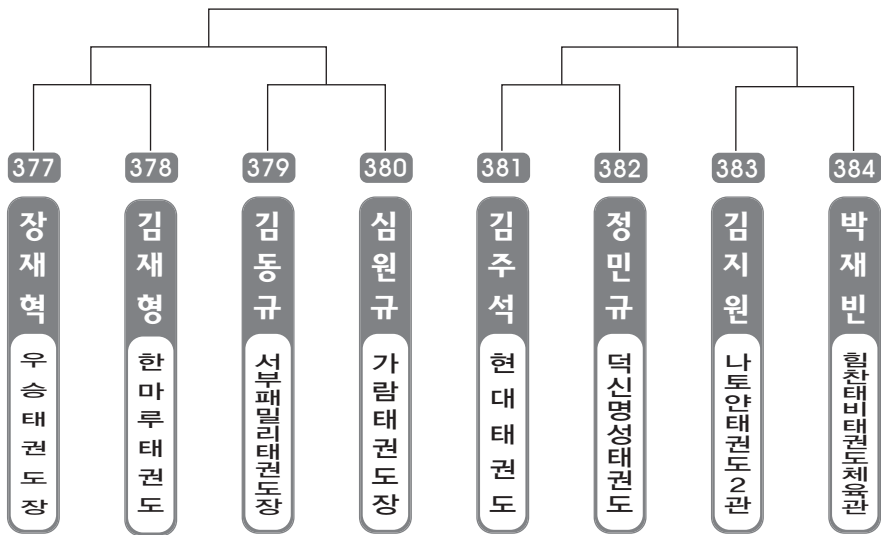 377 378 379 380 381 382 383 384
장재혁
우승태권도장
김재형
한마루태권도
김동규
서부패밀리태권도장
심원규
가람태권도장
김주석
현대태권도
정민규
덕신명성태권도
김지원
나토얀태권도2관
박재빈
힘찬태비태권도체육관